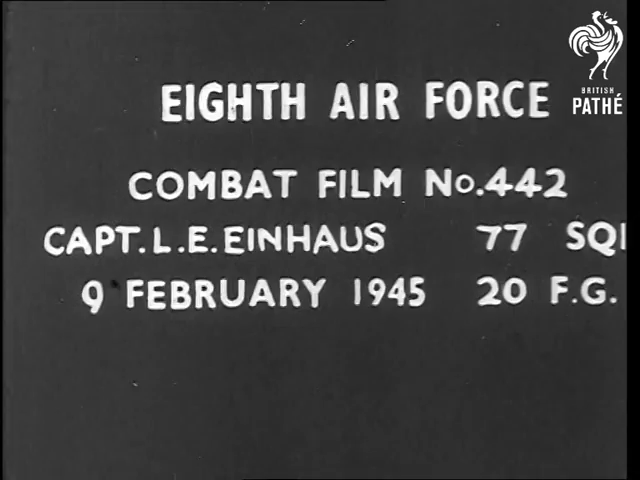 BRITISH
PATHÉ
EIGHTH AIR FORCE
COMBAT FILM No.442
CAPT.L.E.EINHAUS 77
9 FEBRUARY 1945 20 F.G.